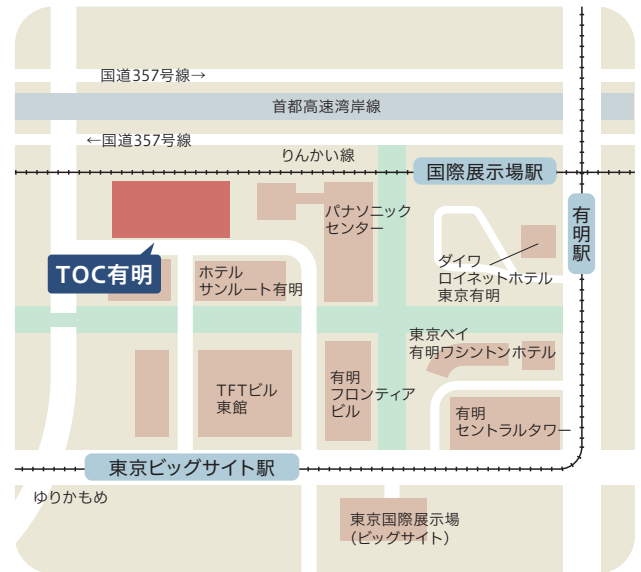 国道357号線→
首都高速湾岸線
←国道357号線
りんかい線
国際展示場駅
有明駅
パナソニック
センター
TOC有明
ホテル
サンルート有明
ダイワ
ロイネットホテル
東京有明
東京ベイ
有明ワシントンホテル
TFTビル
東館
有明
フロンティア
ビル
有明
セントラルタワー
東京ビッグサイト駅
ゆりかもめ
東京国際展示場
（ビッグサイト）